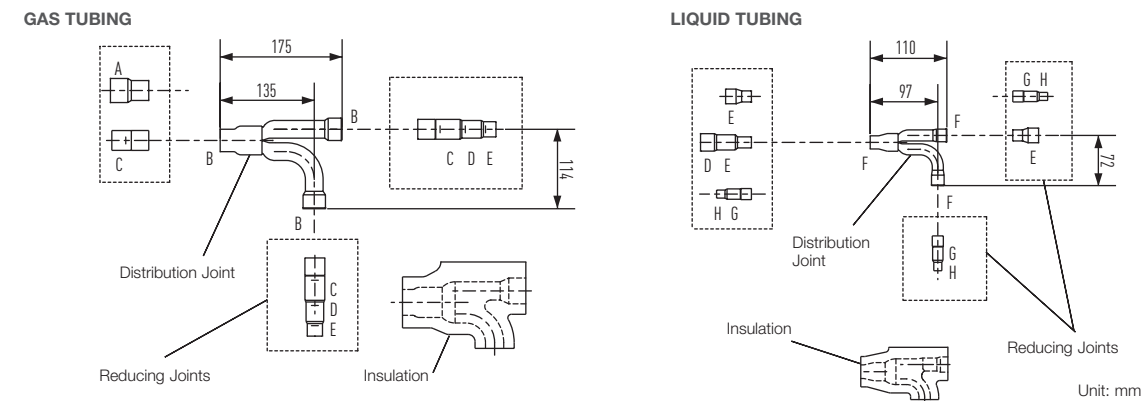 GAS TUBING
175
135
A
C
B
B
B
C D E
114
Distribution Joint
C
D
E
Reducing Joints
Insulation
LIQUID TUBING
110
97
E
D E
H G
F
F
F
G H
E
72
Distribution
Joint
G
H
Insulation
Reducing Joints
Unit: mm